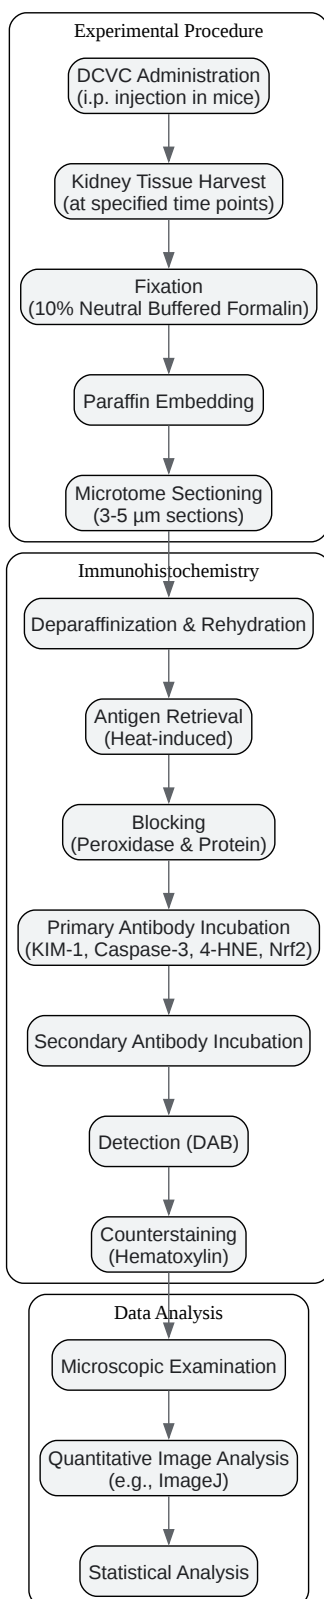 Experimental Procedure
DCVC Administration
(i.p. injection in mice)
Kidney Tissue Harvest
(at specified time points)
Fixation
(10% Neutral Buffered Formalin)
Paraffin Embedding
Microtome Sectioning
(3-5 µm sections)
Immunohistochemistry
Deparaffinization & Rehydration
Antigen Retrieval
(Heat-induced)
Blocking
(Peroxidase & Protein)
Primary Antibody Incubation
(KIM-1, Caspase-3, 4-HNE, Nrf2)
Secondary Antibody Incubation
Detection (DAB)
Counterstaining
(Hematoxylin)
Data Analysis
Microscopic Examination
Quantitative Image Analysis
(e.g., ImageJ)
Statistical Analysis